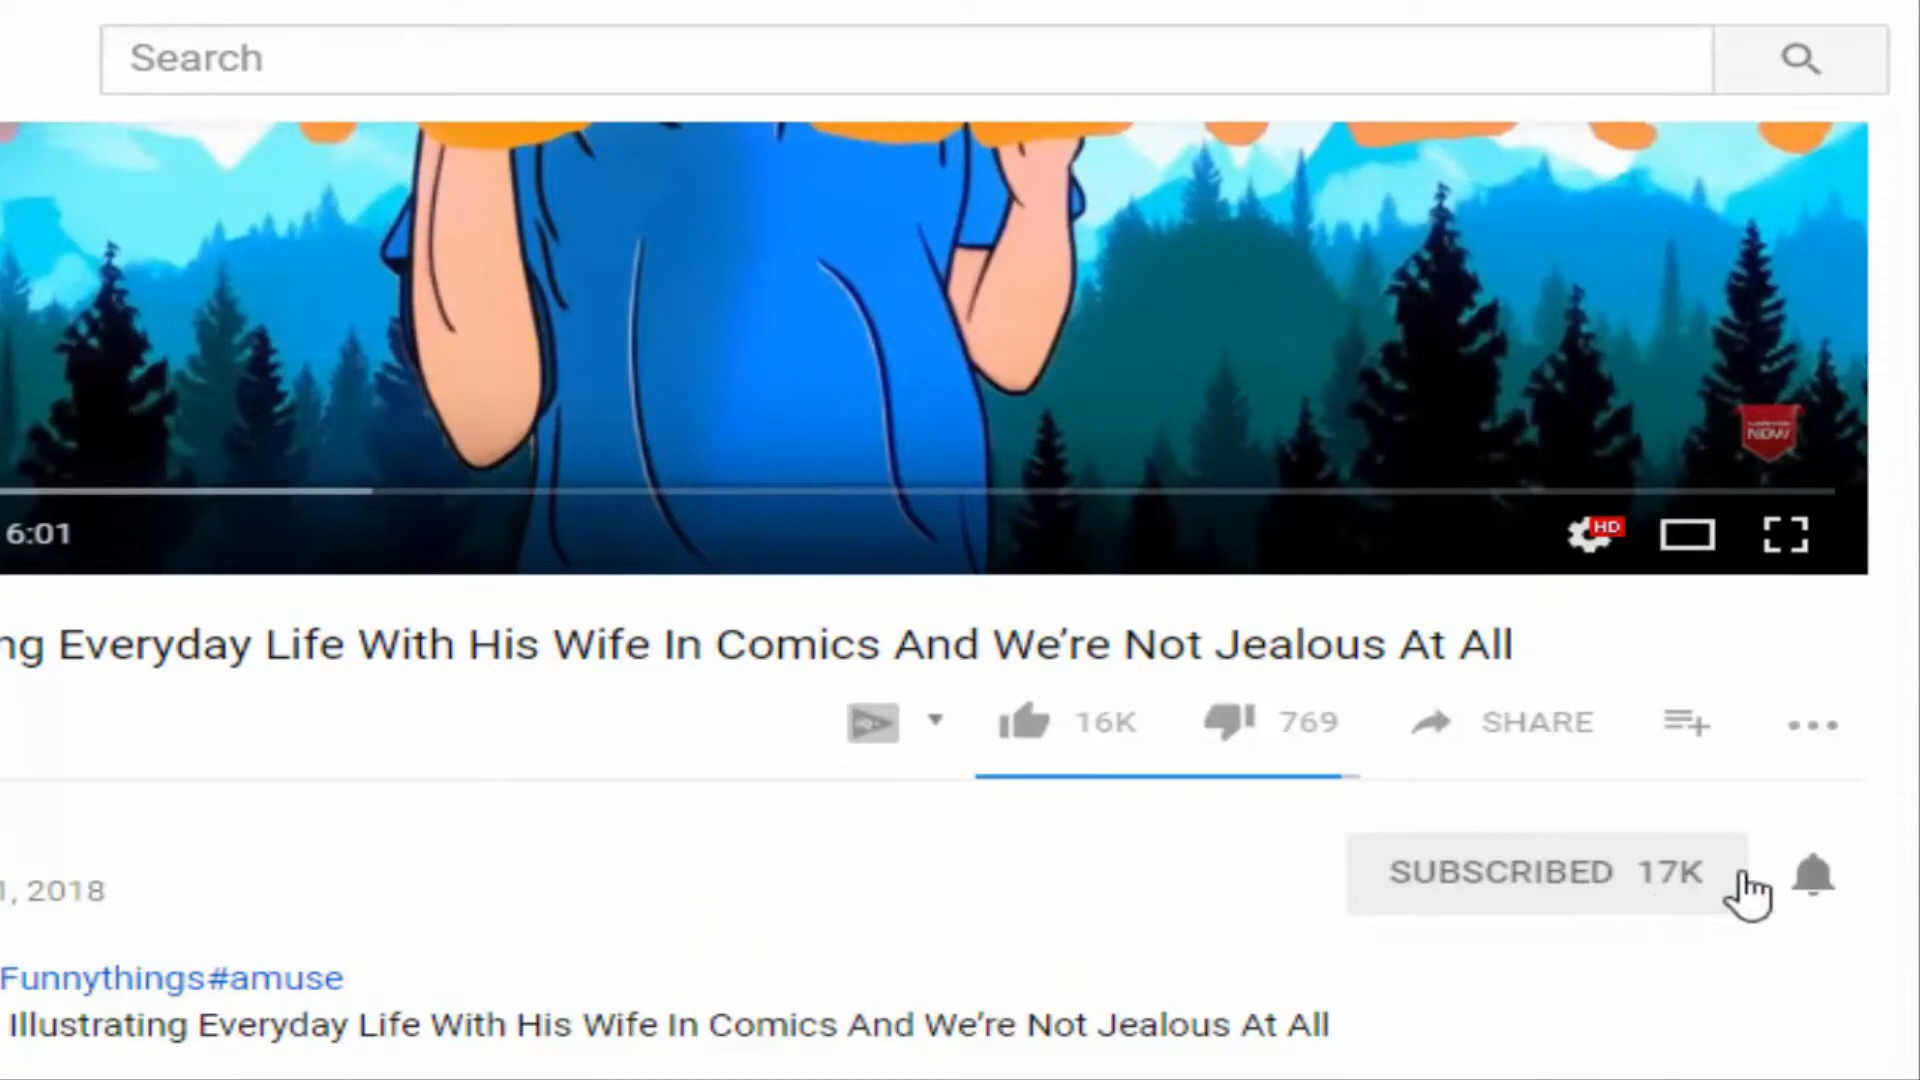 Search
NOW
6:01
HD
ng Everyday Life With His Wife In Comics And We're Not Jealous At All
16K 769 SHARE
SUBSCRIBED 17K
1, 2018
Funnythings#amuse
Illustrating Everyday Life With His Wife In Comics And We're Not Jealous At All